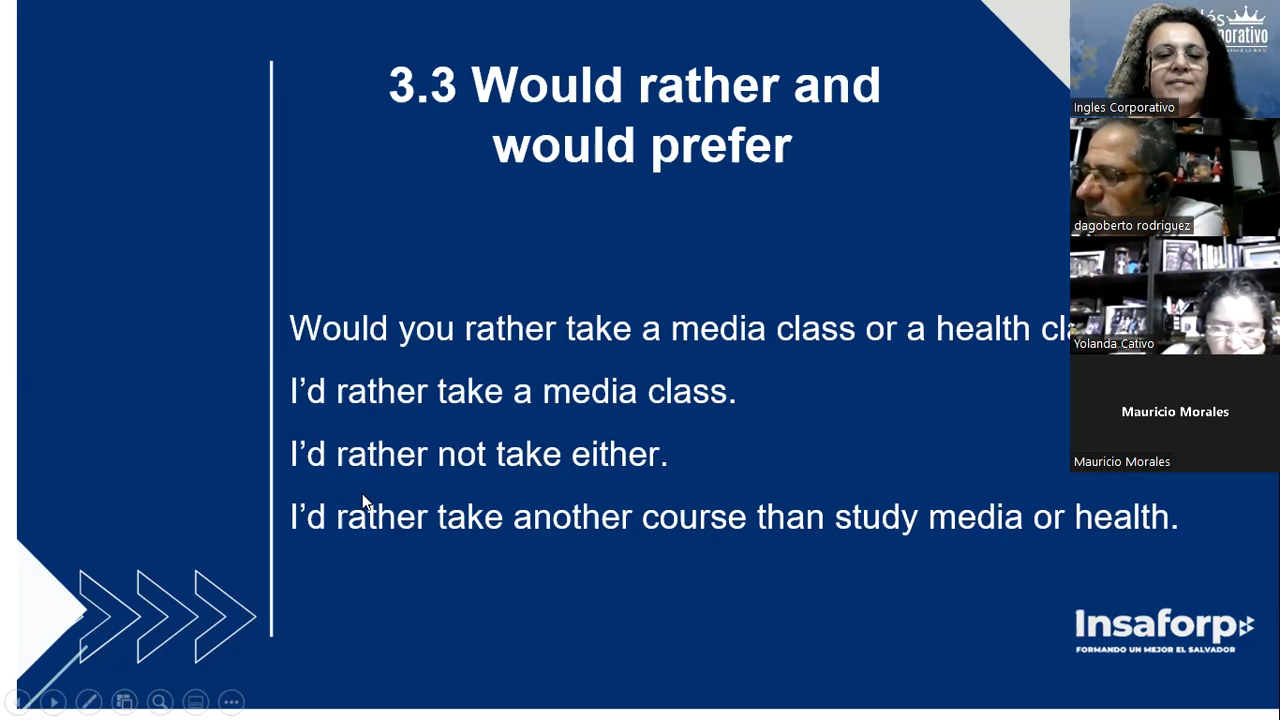 3.3 Would rather and
would prefer
Would you rather take a media class or a health
I’d rather take a media class.
I’d rather not take either.
I’d rather take another course than study media or health.
Ingles Corporativo
dagoberto rodriguez
Yolanda Cativo
Mauricio Morales
Mauricio Morales
Insaforp
FORMANDO UN MEJOR EL SALVADOR